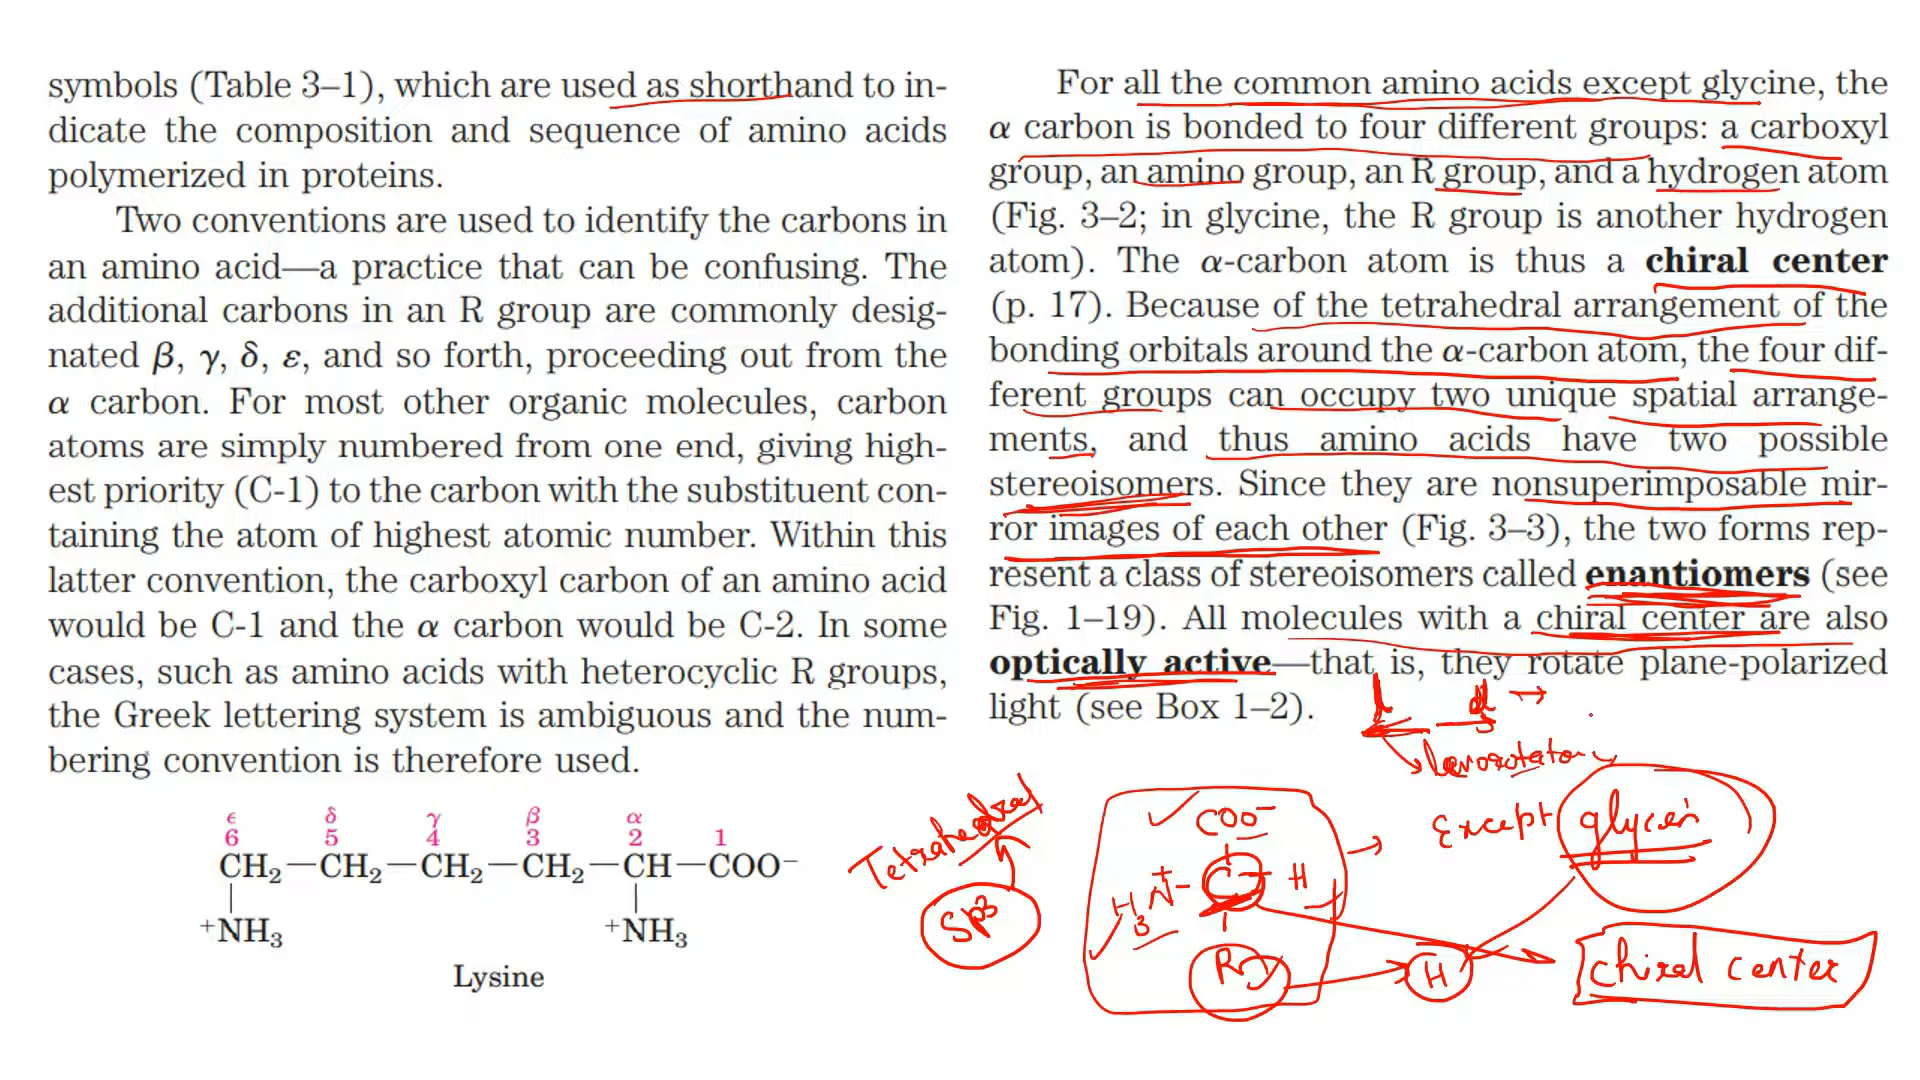 symbols (Table 3–1), which are used as shorthand to in-
dicate the composition and sequence of amino acids
polymerized in proteins.
Two conventions are used to identify the carbons in
an amino acid—a practice that can be confusing. The
additional carbons in an R group are commonly desig-
nated β, γ, δ, ε, and so forth, proceeding out from the
α carbon. For most other organic molecules, carbon
atoms are simply numbered from one end, giving high-
est priority (C-1) to the carbon with the substituent con-
taining the atom of highest atomic number. Within this
latter convention, the carboxyl carbon of an amino acid
would be C-1 and the α carbon would be C-2. In some
cases, such as amino acids with heterocyclic R groups,
the Greek lettering system is ambiguous and the num-
bering convention is therefore used.
ε δ γ β α
6 5 4 3 2 1
CH₂—CH₂—CH₂—CH₂—CH—COO⁻
⁺NH₃ ⁺NH₃
Lysine
For all the common amino acids except glycine, the
α carbon is bonded to four different groups: a carboxyl
group, an amino group, an R group, and a hydrogen atom
(Fig. 3–2; in glycine, the R group is another hydrogen
atom). The α-carbon atom is thus a chiral center
(p. 17). Because of the tetrahedral arrangement of the
bonding orbitals around the α-carbon atom, the four dif-
ferent groups can occupy two unique spatial arrange-
ments, and thus amino acids have two possible
stereoisomers. Since they are nonsuperimposable mir-
ror images of each other (Fig. 3–3), the two forms rep-
resent a class of stereoisomers called enantiomers (see
Fig. 1–19). All molecules with a chiral center are also
optically active—that is, they rotate plane-polarized
light (see Box 1–2).
l d →
Tetrahedral
Sp3
COO⁻
H₃N⁺ – C – H
R
H
Except
chiral center